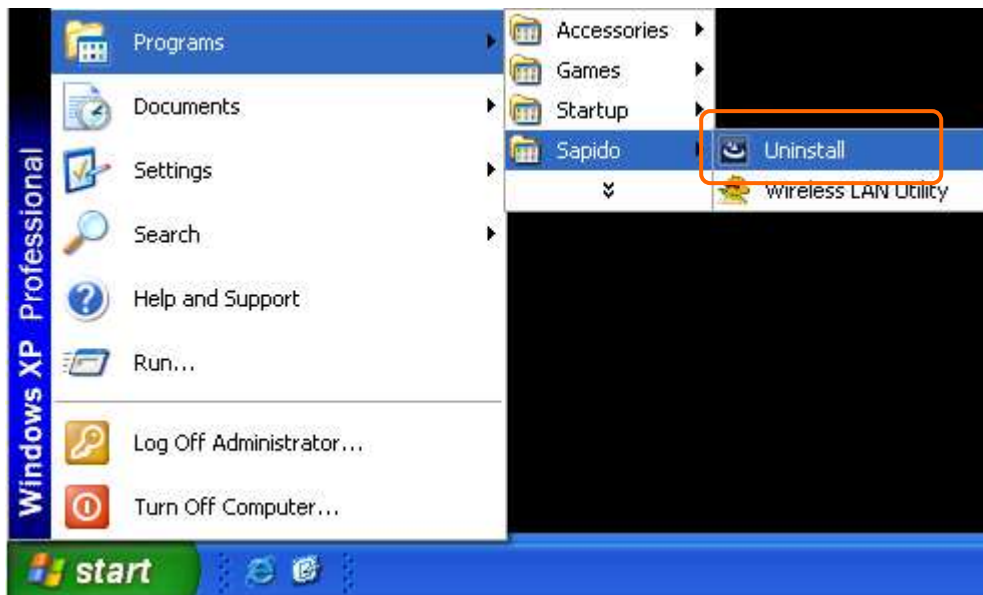 Programs
Documents
Settings
Search
Help and Support
Run...
Log Off Administrator...
Turn Off Computer...
Accessories
Games
Startup
Sapido
Uninstall
Wireless LAN Utility
Windows XP Professional
start